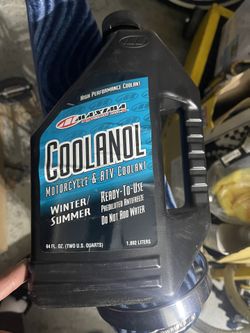 HIGH PERFORMANCE COOLANT
MAXIMA
COOLANOL
MOTORCYCLE & ATV COOLANT
WINTER/
SUMMER
READY-TO-USE
PREDILUTED ANTIFREEZE
DO NOT ADD WATER
64 FL. OZ. (TWO U.S. QUARTS)
1.892 LITERS